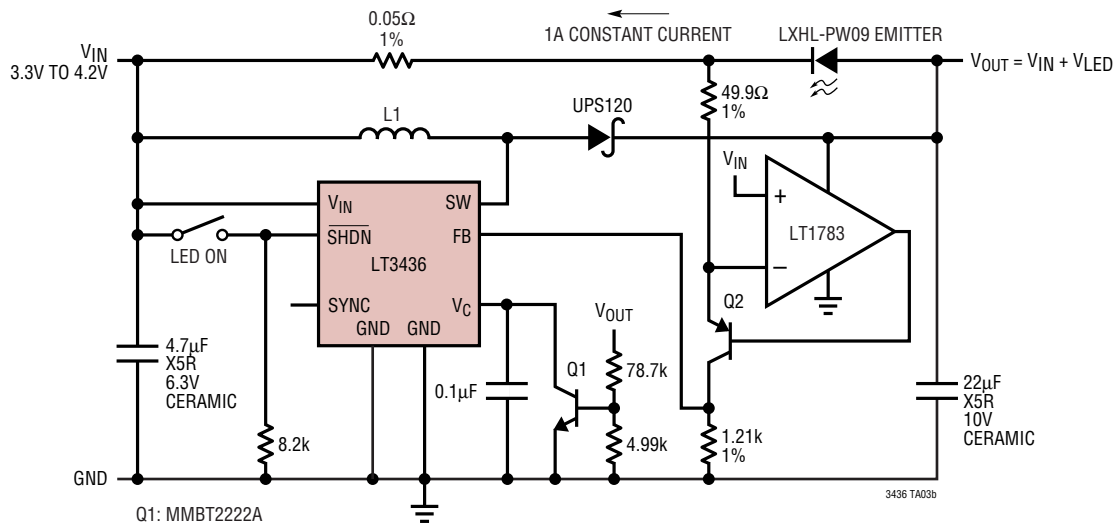 0.05Ω
1%
1A CONSTANT CURRENT
LXHL-PW09 EMITTER
VIN
3.3V TO 4.2V
VOUT = VIN + VLED
49.9Ω
1%
UPS120
L1
VIN
+
LT1783
−
VIN
SW
SHDN
FB
LED ON
LT3436
SYNC
VC
GND
GND
Q2
VOUT
4.7µF
X5R
6.3V
CERAMIC
Q1
78.7k
0.1µF
22µF
X5R
10V
CERAMIC
8.2k
4.99k
1.21k
1%
GND
3436 TA03b
Q1: MMBT2222A